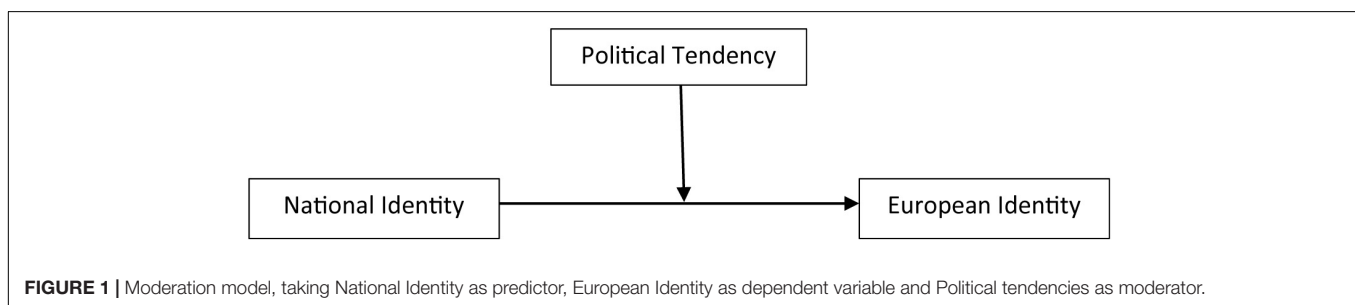 Political Tendency
National Identity
European Identity
FIGURE 1 | Moderation model, taking National Identity as predictor, European Identity as dependent variable and Political tendencies as moderator.